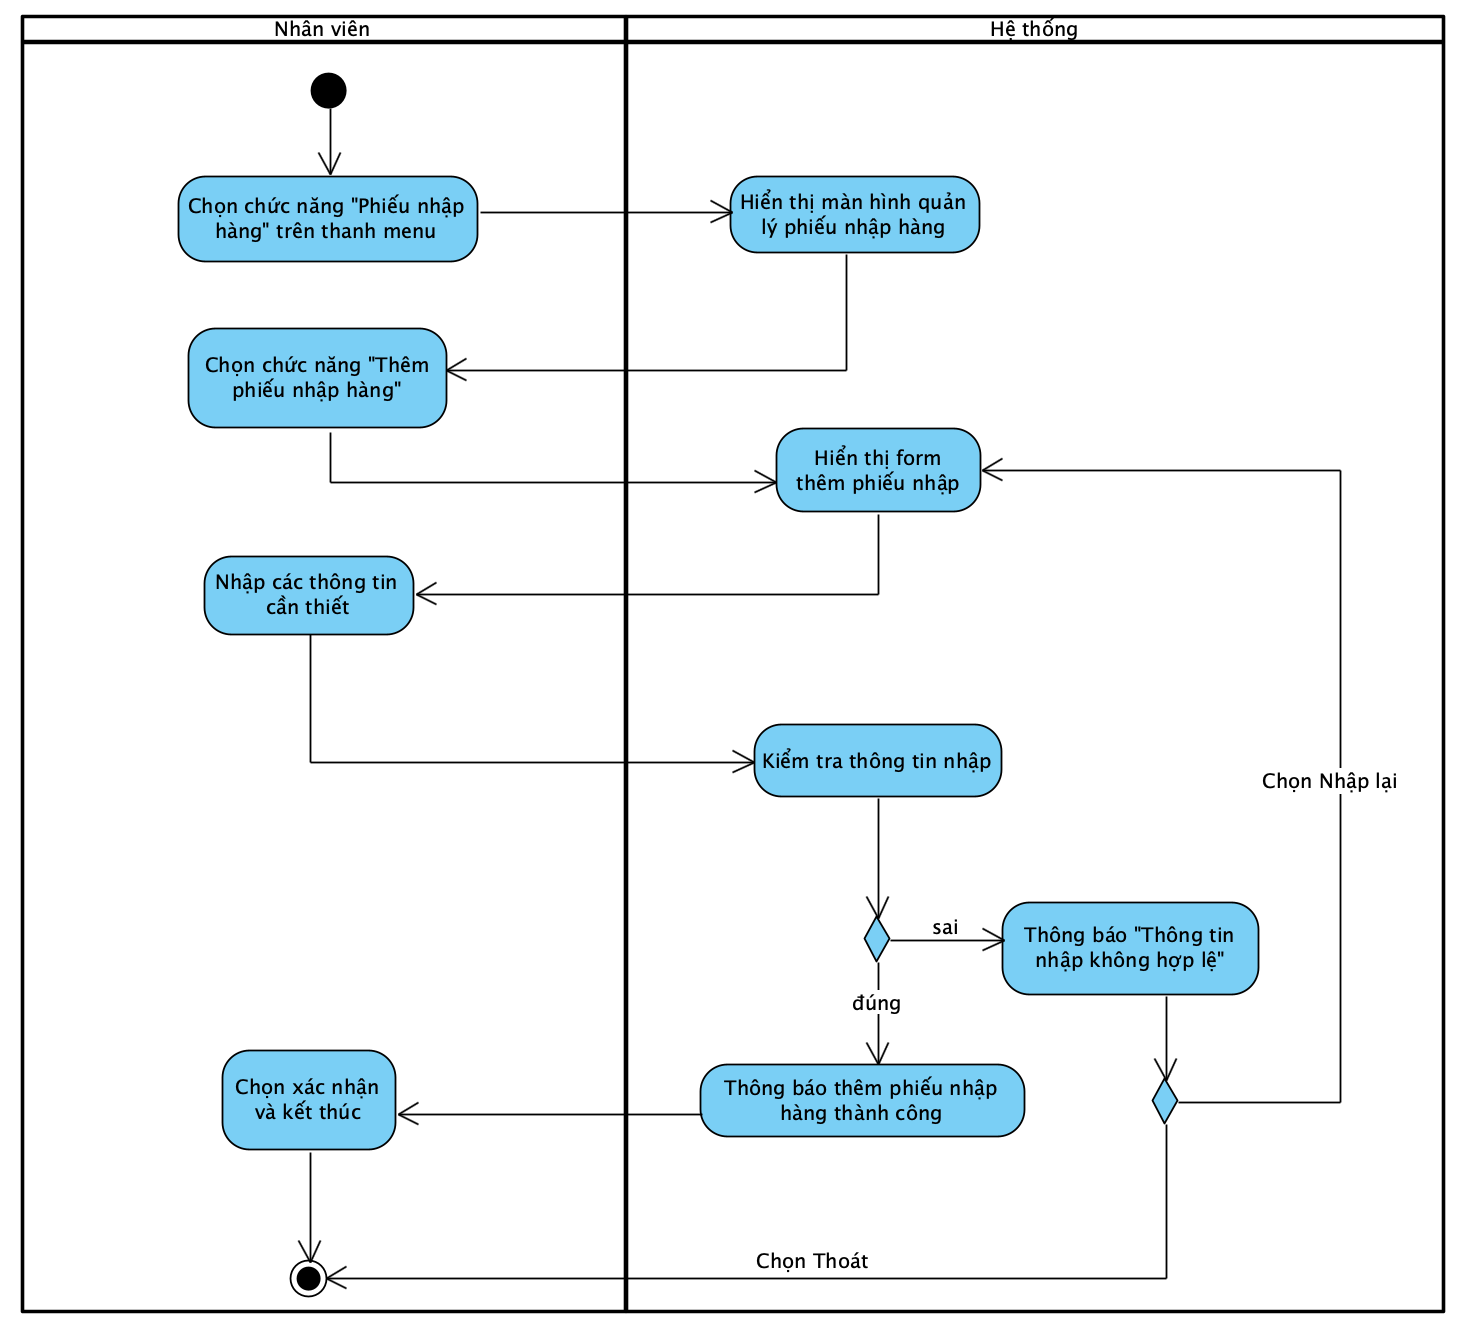 Nhân viên
Hệ thống
Chọn chức năng "Phiếu nhập
hàng" trên thanh menu
Hiển thị màn hình quản
lý phiếu nhập hàng
Chọn chức năng "Thêm
phiếu nhập hàng"
Hiển thị form
thêm phiếu nhập
Nhập các thông tin
cần thiết
Kiểm tra thông tin nhập
Chọn Nhập lại
sai
Thông báo "Thông tin
nhập không hợp lệ"
đúng
Chọn xác nhận
và kết thúc
Thông báo thêm phiếu nhập
hàng thành công
Chọn Thoát